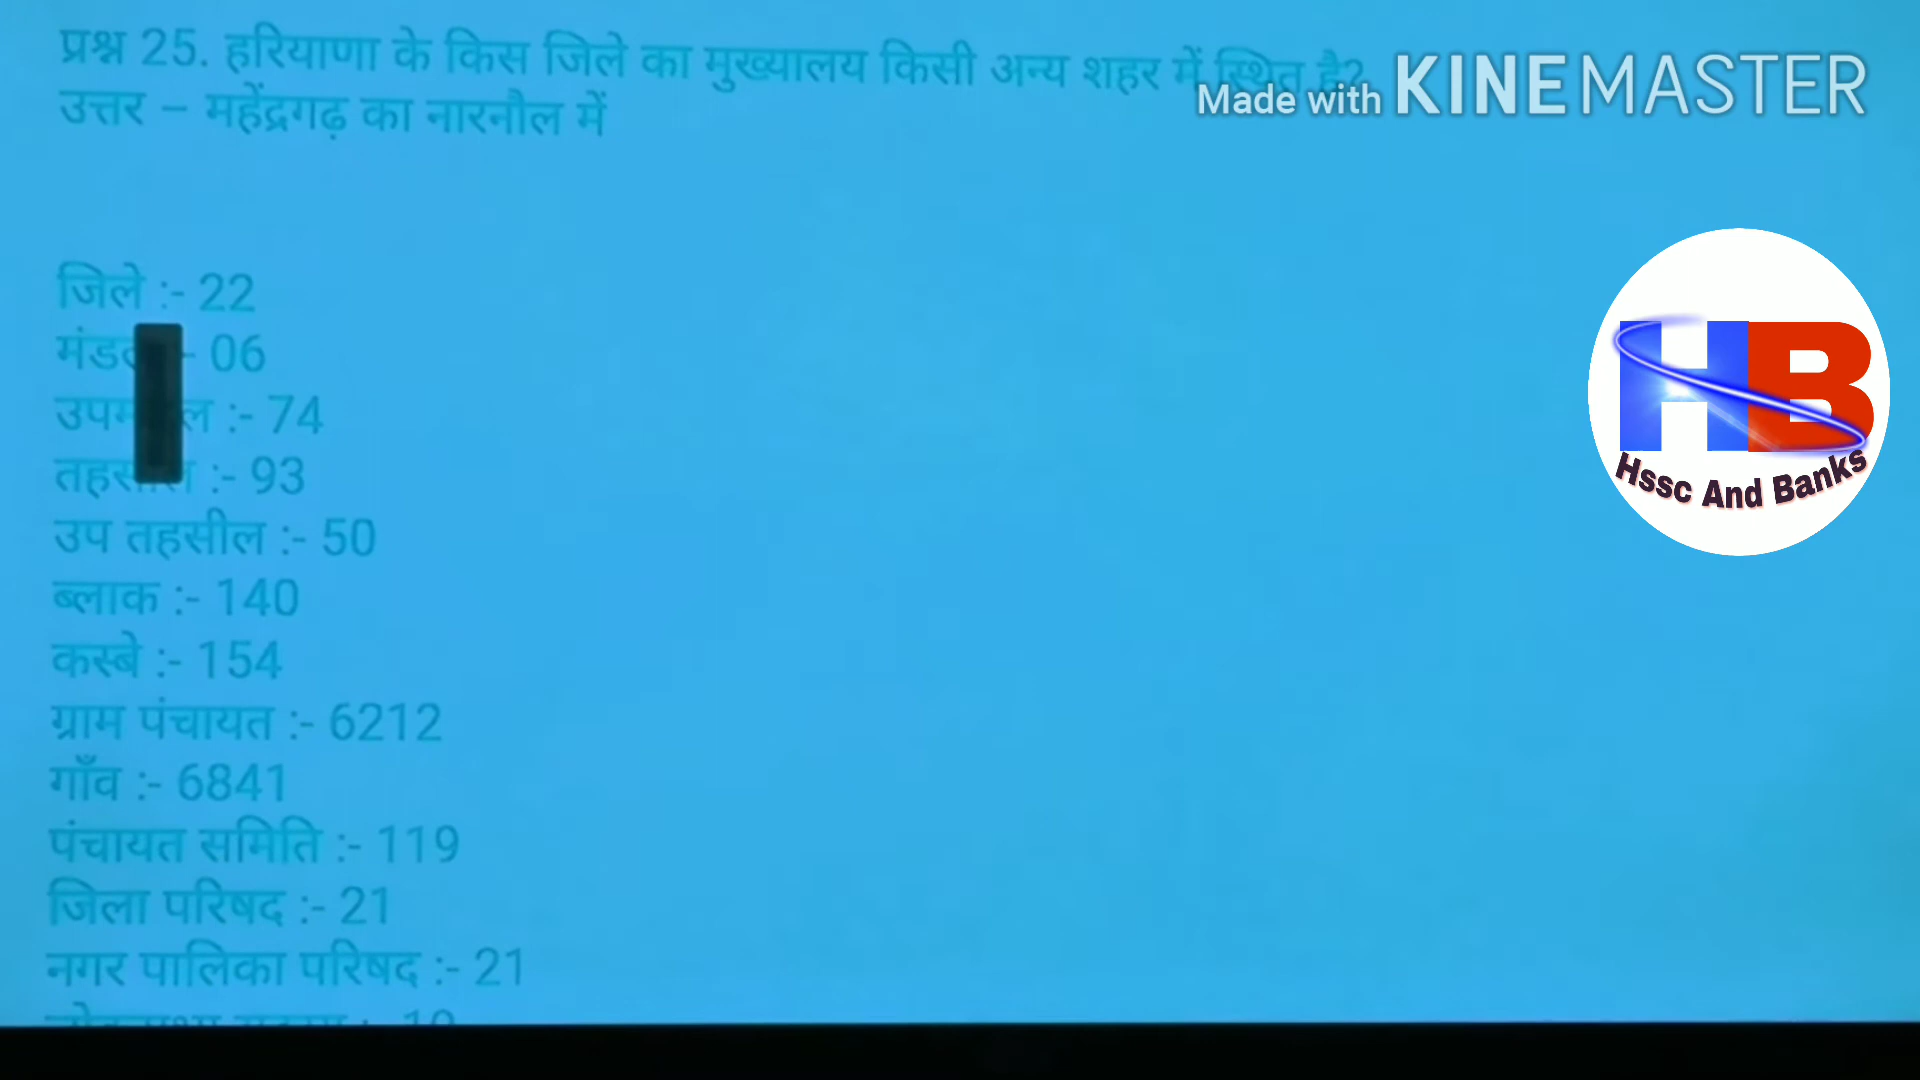 प्रश्न 25. हरियाणा के किस जिले का मुख्यालय किसी अन्य शहर में स्थित है?
उत्तर – महेंद्रगढ़ का नारनौल में
Made with KINEMASTER
जिले :- 22
- 06
:- 74
:- 93
उप तहसील :- 50
ब्लाक :- 140
कस्बे :- 154
ग्राम पंचायत :- 6212
गाँव :- 6841
पंचायत समिति :- 119
जिला परिषद :- 21
नगर पालिका परिषद :- 21
HB
Hssc And Banks